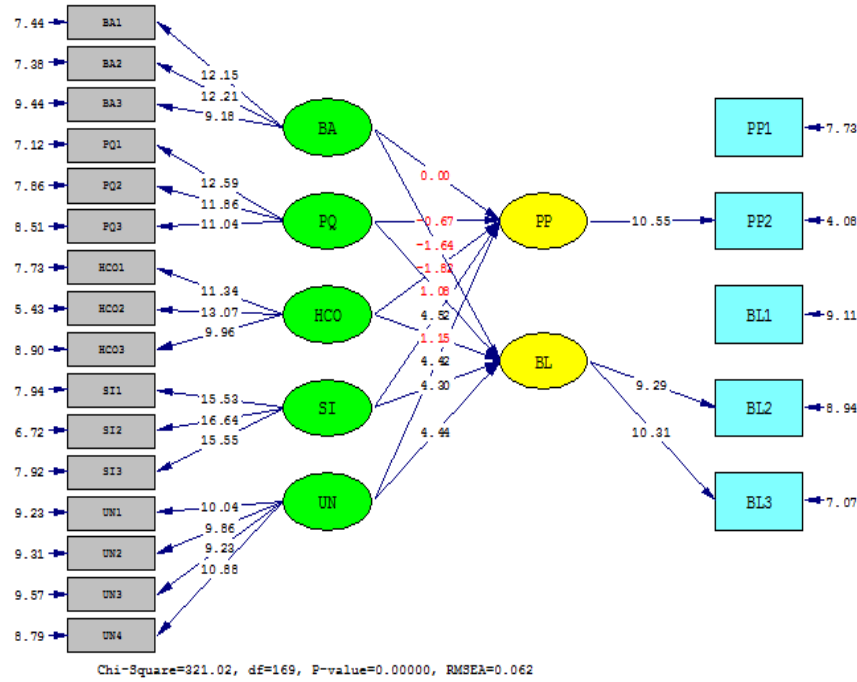 7.44 BA1
7.38 BA2
9.44 BA3
7.12 PQ1
7.86 PQ2
8.51 PQ3
7.73 HCO1
5.43 HCO2
8.90 HCO3
7.94 SI1
6.72 SI2
7.92 SI3
9.23 UN1
9.31 UN2
9.57 UN3
8.79 UN4
12.15
12.21
9.18
12.59
11.86
11.04
11.34
13.07
9.96
15.53
16.64
15.55
10.04
9.86
9.23
10.88
BA
PQ
HCO
SI
UN
0.00
-0.67
-1.64
-1.82
1.08
4.52
1.15
4.42
4.30
4.44
PP
BL
10.55
9.29
10.31
PP1 7.73
PP2 4.08
BL1 9.11
BL2 8.94
BL3 7.07
Chi-Square=321.02, df=169, P-value=0.00000, RMSEA=0.062